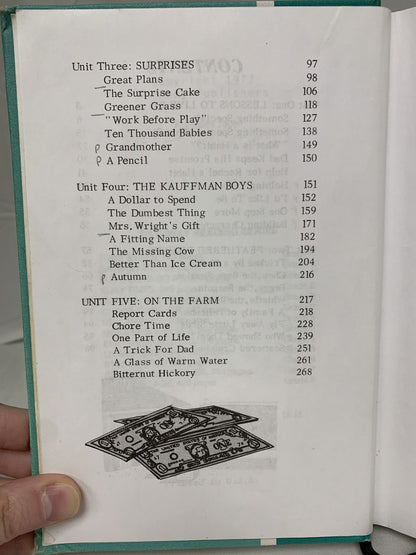 Unit Three: SURPRISES 97
Great Plans 98
The Surprise Cake 106
Greener Grass 118
"Work Before Play" 127
Ten Thousand Babies 138
p Grandmother 149
p A Pencil 150
Unit Four: THE KAUFFMAN BOYS 151
A Dollar to Spend 152
The Dumbest Thing 159
Mrs. Wright's Gift 171
A Fitting Name 182
The Missing Cow 194
Better Than Ice Cream 204
p Autumn 216
UNIT FIVE: ON THE FARM 217
Report Cards 218
Chore Time 228
One Part of Life 239
A Trick For Dad 251
A Glass of Warm Water 261
Bitternut Hickory 268